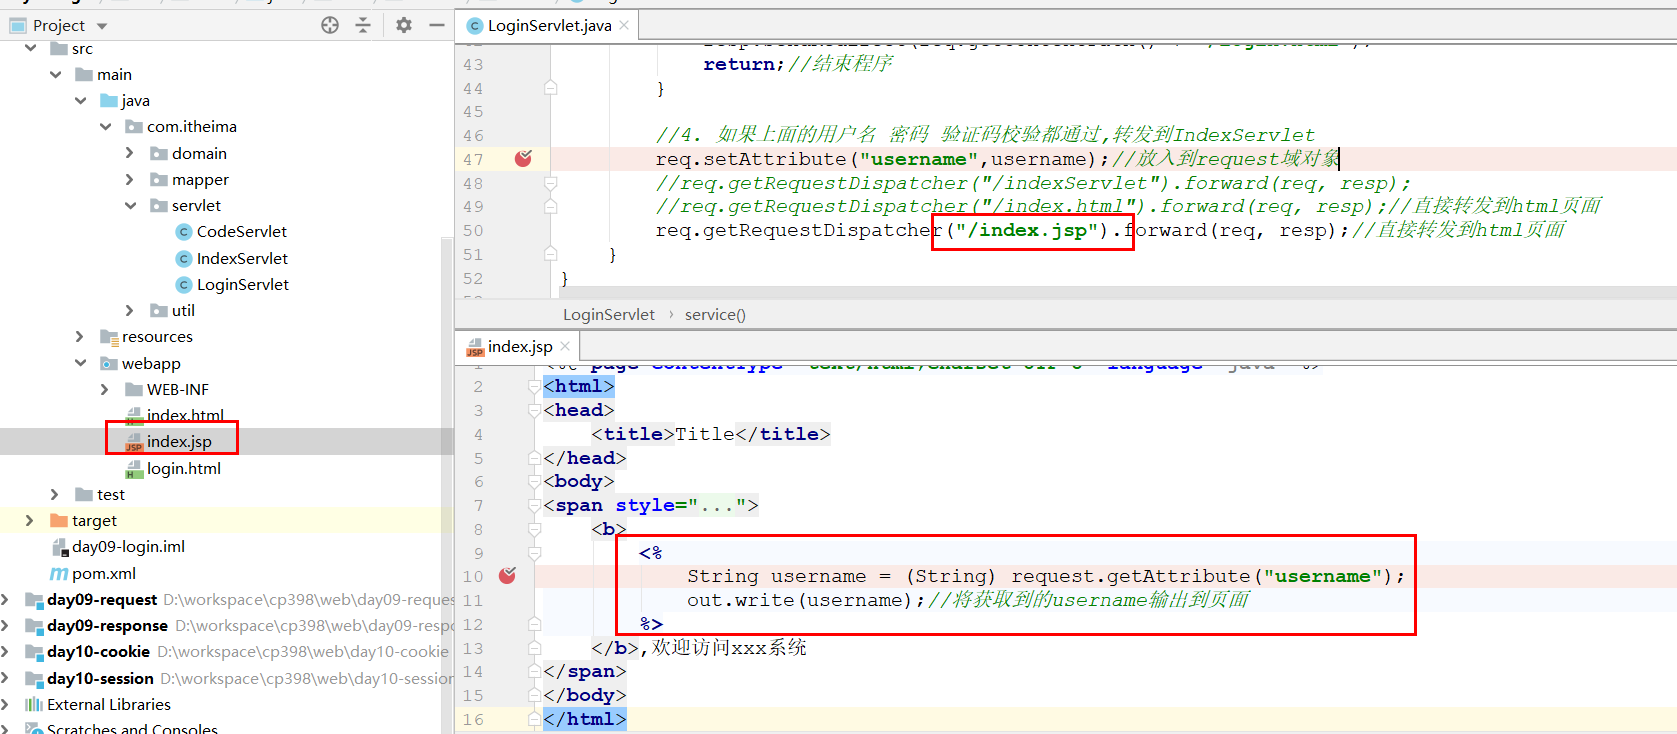 Project
src
main
java
com.itheima
domain
mapper
servlet
CodeServlet
IndexServlet
LoginServlet
util
resources
webapp
WEB-INF
index.html
index.jsp
login.html
test
target
day09-login.iml
pom.xml
day09-request D:\workspace\cp398\web\day09-reque
day09-response D:\workspace\cp398\web\day09-resp
day10-cookie D:\workspace\cp398\web\day10-cookie
day10-session D:\workspace\cp398\web\day10-session
External Libraries
Scratches and Consoles
LoginServlet.java
43 return;//结束程序
44 }
45
46 //4. 如果上面的用户名 密码 验证码校验都通过,转发到IndexServlet
47 req.setAttribute("username",username);//放入到request域对象
48 //req.getRequestDispatcher("/indexServlet").forward(req, resp);
49 //req.getRequestDispatcher("/index.html").forward(req, resp);//直接转发到html页面
50 req.getRequestDispatcher("/index.jsp").forward(req, resp);//直接转发到html页面
51 }
52 }
LoginServlet › service()
index.jsp
2 <html>
3 <head>
4 <title>Title</title>
5 </head>
6 <body>
7 <span style="...">
8 <b>
9 <%
10 String username = (String) request.getAttribute("username");
11 out.write(username);//将获取到的username输出到页面
12 %>
13 </b>,欢迎访问xxx系统
14 </span>
15 </body>
16 </html>